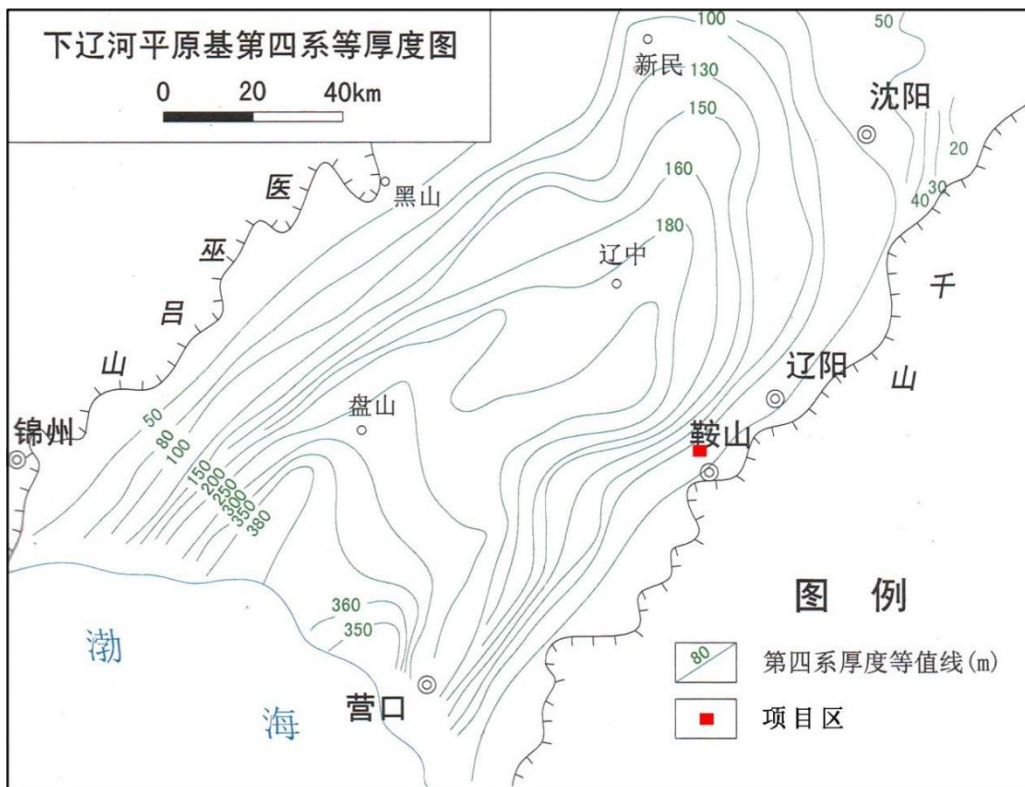 下辽河平原基第四系等厚度图
0 20 40km
100
50
新民
130
沈阳
150
20
160
30
40
医
黑山
巫
180
辽中
千
吕
山
山
辽阳
50
盘山
锦州
80
鞍山
100
150
200
250
300
350
380
图 例
360
350
80 第四系厚度等值线(m)
渤
海
营口
项目区